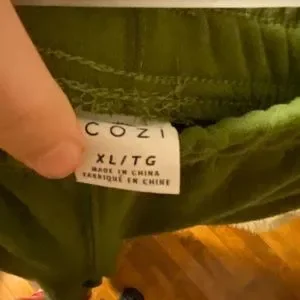 COZI
XL/TG
MADE IN CHINA
FABRIQUÉ EN CHINE